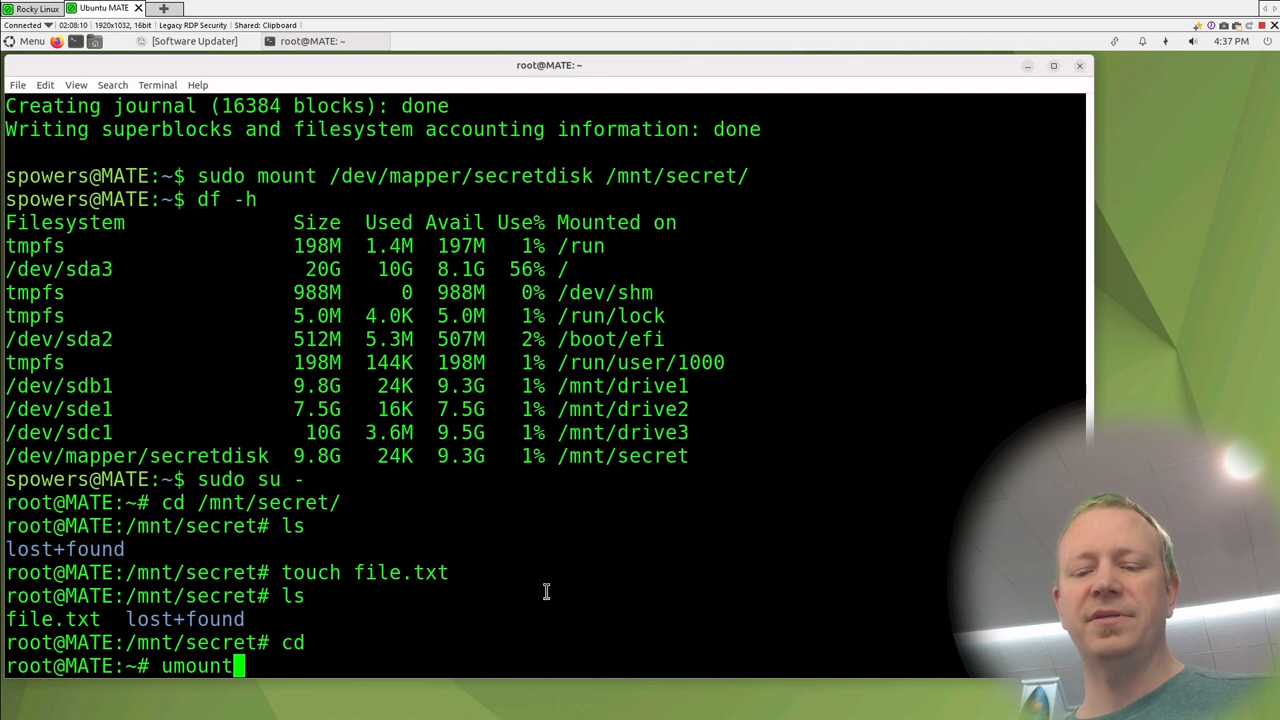 Rocky Linux Ubuntu MATE
Connected 02:08:10 1920x1032, 16bit Legacy RDP Security Shared: Clipboard
Menu [Software Updater] root@MATE: ~ 4:37 PM
root@MATE: ~
File Edit View Search Terminal Help
Creating journal (16384 blocks): done
Writing superblocks and filesystem accounting information: done
spowers@MATE:~$ sudo mount /dev/mapper/secretdisk /mnt/secret/
spowers@MATE:~$ df -h
Filesystem Size Used Avail Use% Mounted on
tmpfs 198M 1.4M 197M 1% /run
/dev/sda3 20G 10G 8.1G 56% /
tmpfs 988M 0 988M 0% /dev/shm
tmpfs 5.0M 4.0K 5.0M 1% /run/lock
/dev/sda2 512M 5.3M 507M 2% /boot/efi
tmpfs 198M 144K 198M 1% /run/user/1000
/dev/sdb1 9.8G 24K 9.3G 1% /mnt/drive1
/dev/sde1 7.5G 16K 7.5G 1% /mnt/drive2
/dev/sdc1 10G 3.6M 9.5G 1% /mnt/drive3
/dev/mapper/secretdisk 9.8G 24K 9.3G 1% /mnt/secret
spowers@MATE:~$ sudo su -
root@MATE:~# cd /mnt/secret/
root@MATE:/mnt/secret# ls
lost+found
root@MATE:/mnt/secret# touch file.txt
root@MATE:/mnt/secret# ls
file.txt lost+found
root@MATE:/mnt/secret# cd
root@MATE:~# umount